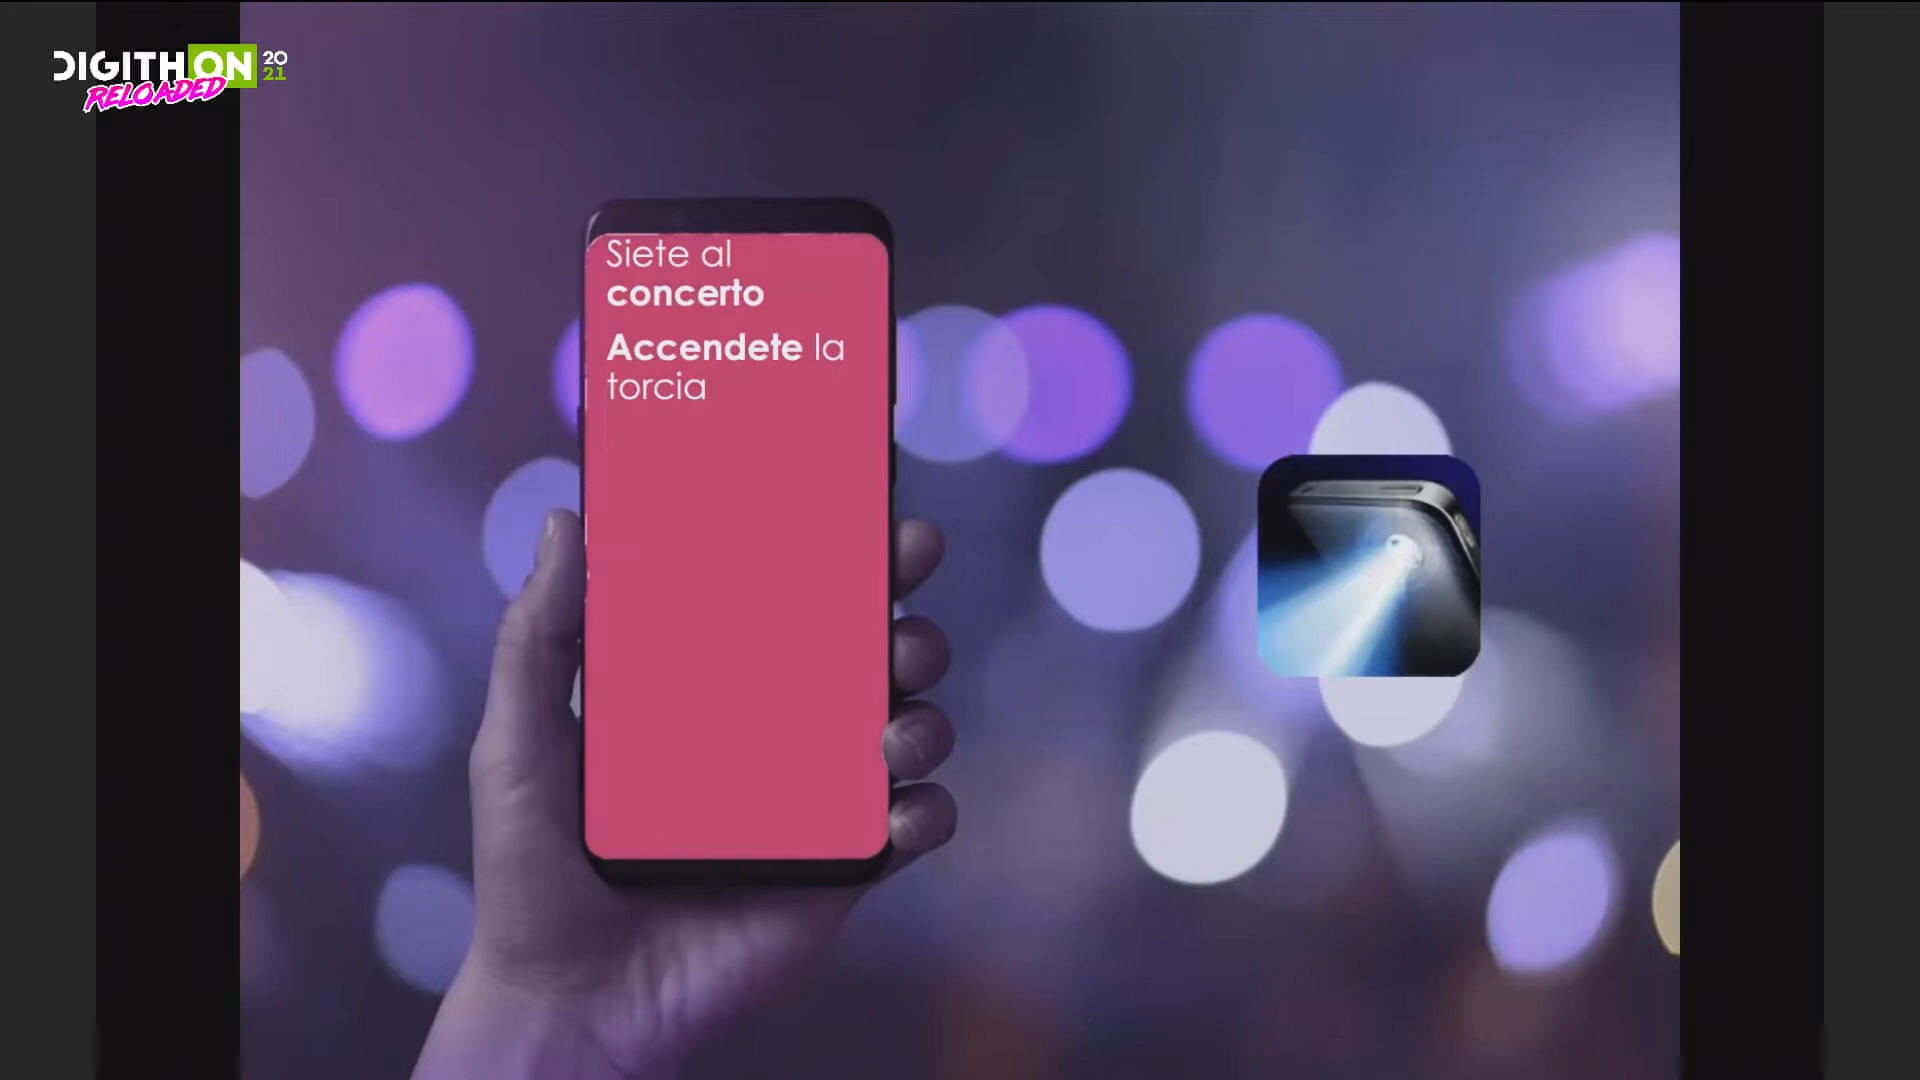 DIGITHON 2021
RELOADED
Siete al
concerto
Accendete la
torcia